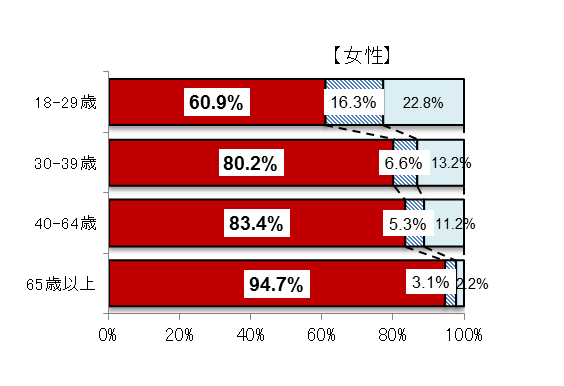 【女性】
18-29歳 60.9% 16.3% 22.8%
30-39歳 80.2% 6.6% 13.2%
40-64歳 83.4% 5.3% 11.2%
65歳以上 94.7% 3.1% 2.2%
0% 20% 40% 60% 80% 100%